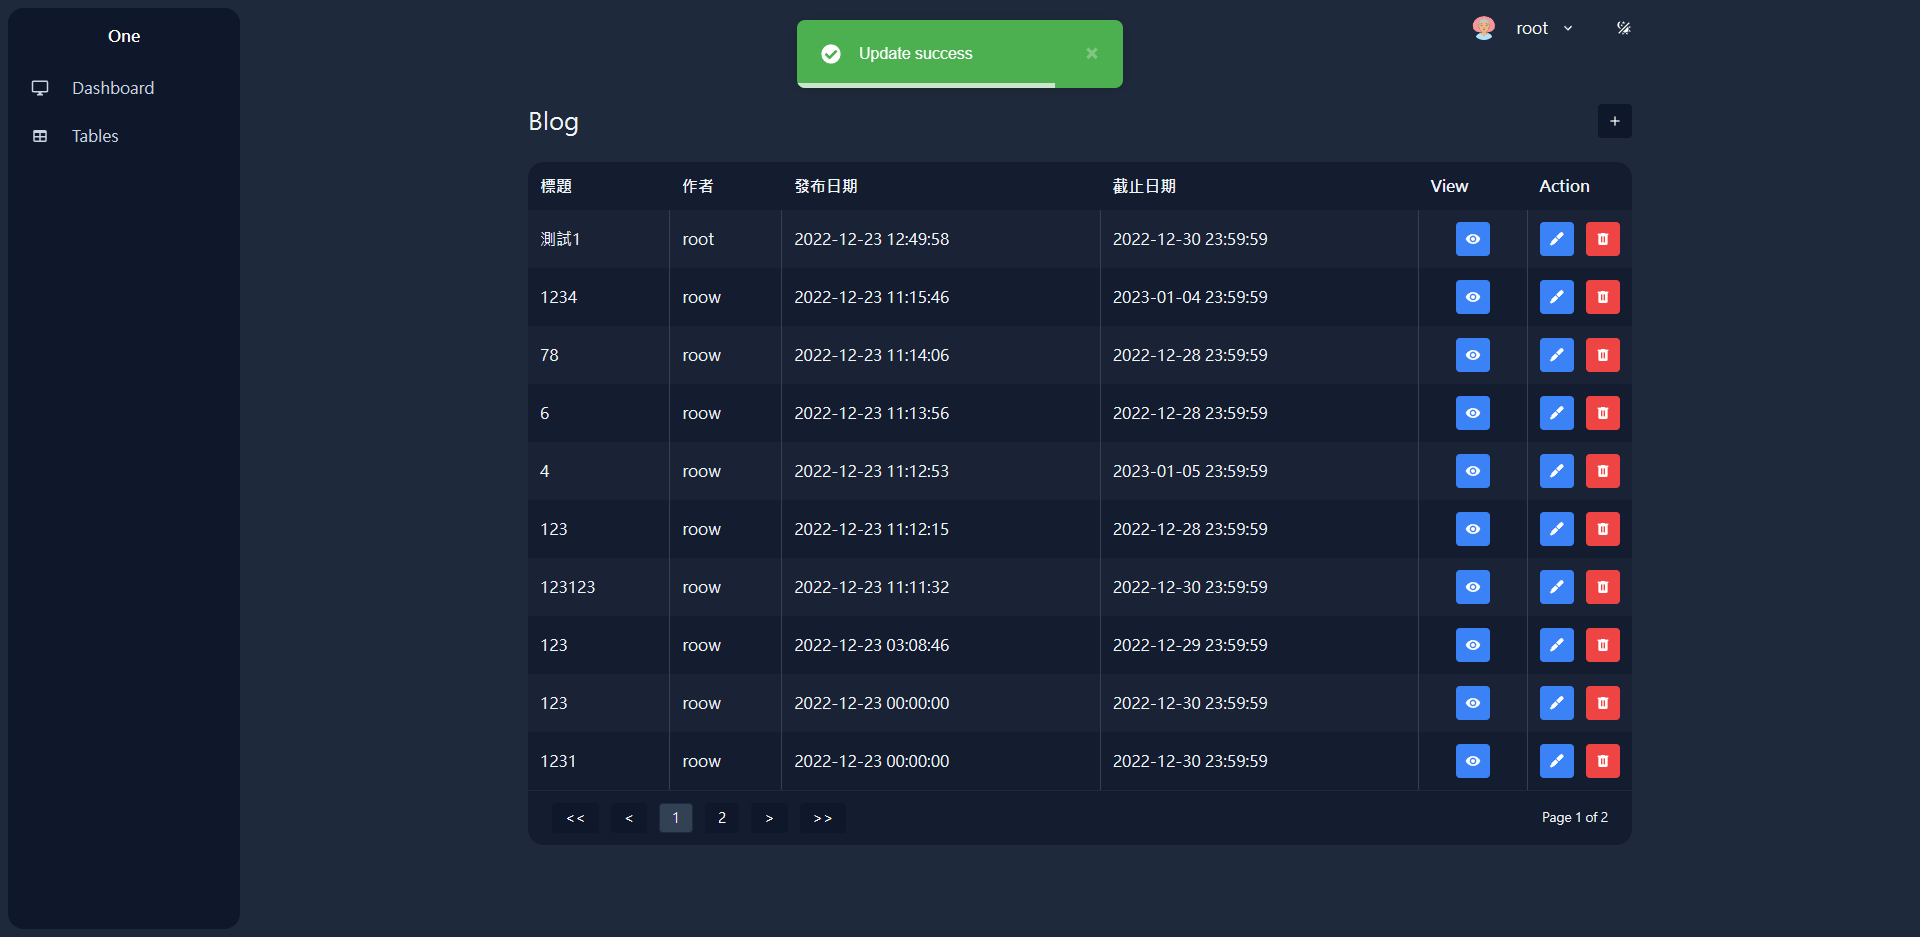 One
Dashboard
Tables
Update success
root
Blog
+
標題 作者 發布日期 截止日期 View Action
測試1 root 2022-12-23 12:49:58 2022-12-30 23:59:59
1234 roow 2022-12-23 11:15:46 2023-01-04 23:59:59
78 roow 2022-12-23 11:14:06 2022-12-28 23:59:59
6 roow 2022-12-23 11:13:56 2022-12-28 23:59:59
4 roow 2022-12-23 11:12:53 2023-01-05 23:59:59
123 roow 2022-12-23 11:12:15 2022-12-28 23:59:59
123123 roow 2022-12-23 11:11:32 2022-12-30 23:59:59
123 roow 2022-12-23 03:08:46 2022-12-29 23:59:59
123 roow 2022-12-23 00:00:00 2022-12-30 23:59:59
1231 roow 2022-12-23 00:00:00 2022-12-30 23:59:59
<< < 1 2 > >> Page 1 of 2